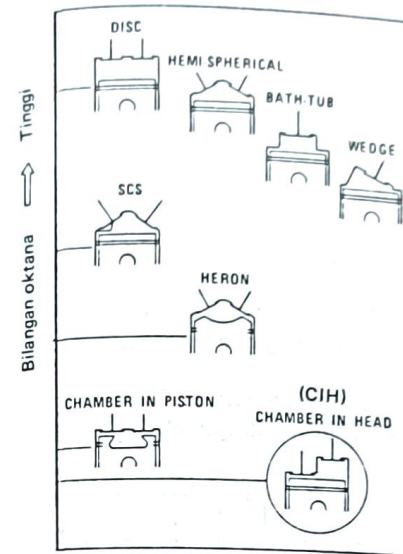 DISC
HEMI SPHERICAL
BATH-TUB
WEDGE
SCS
HERON
CHAMBER IN PISTON
(CIH)
CHAMBER IN HEAD
Bilangan oktana
Tinggi